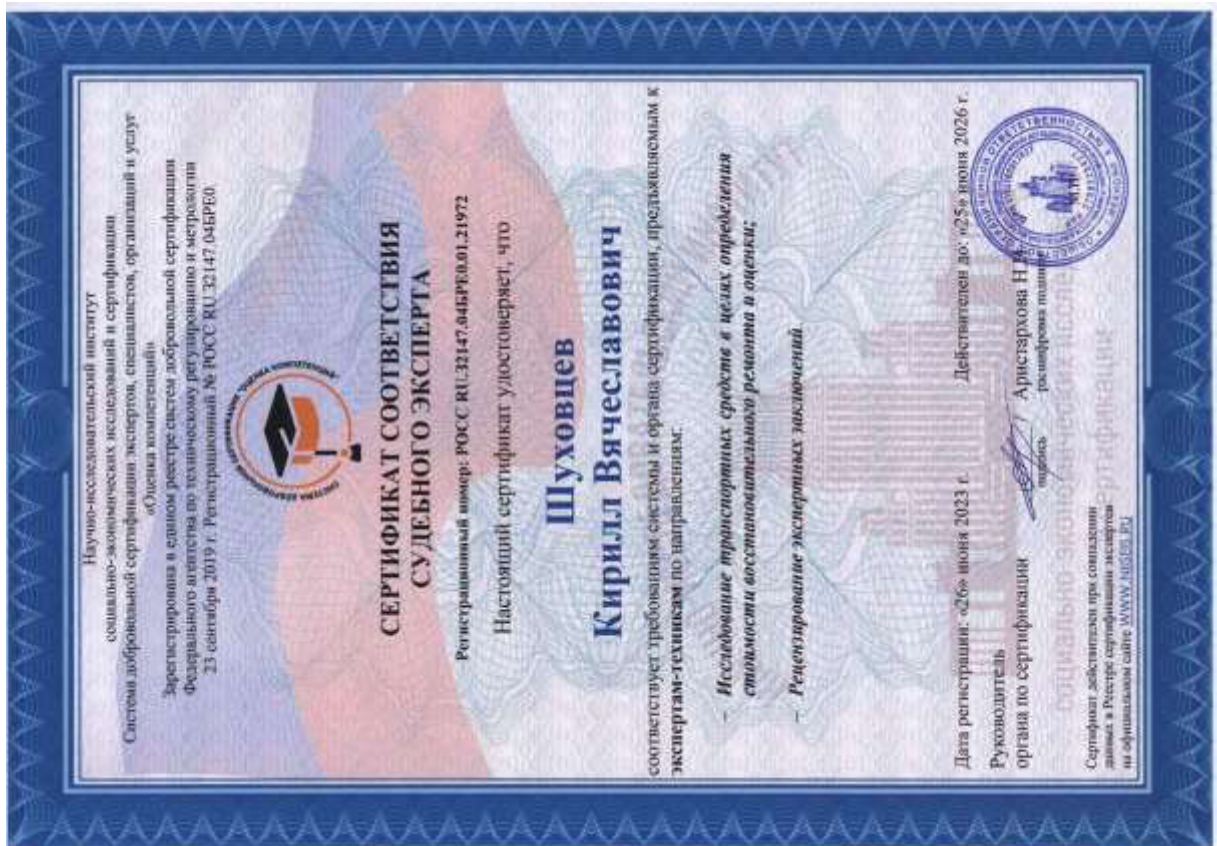 Научно-исследовательский институт
социально-экономических исследований и сертификации
Система добровольной сертификации экспертов, специалистов, организаций и услуг
«Оценка компетенций»
Зарегистрирована в едином реестре систем добровольной сертификации
Федерального агентства по техническому регулированию и метрологии
23 сентября 2019 г. Регистрационный № РОСС RU 32147 04БРЕ0
СИСТЕМА ДОБРОВОЛЬНОЙ СЕРТИФИКАЦИИ "ОЦЕНКА КОМПЕТЕНЦИЙ"
СЕРТИФИКАТ СООТВЕТСТВИЯ
СУДЕБНОГО ЭКСПЕРТА
Регистрационный номер: РОСС RU.32147.04БРЕ0.01.21972
Настоящий сертификат удостоверяет, что
Шуховцев
Кирилл Вячеславович
соответствует требованиям системы и органа сертификации, предъявляемым к
экспертам-техникам по направлениям:
- Исследование транспортных средств в целях определения
стоимости восстановительного ремонта и оценки;
- Рецензирование экспертных заключений.
Дата регистрации: «26» июня 2023 г. Действителен до: «25» июня 2026 г.
Руководитель
органа по сертификации / Аристархова Н.
подпись расшифровка подписи
Сертификат действителен при совпадении
данных в Реестре сертификации экспертов
на официальном сайте